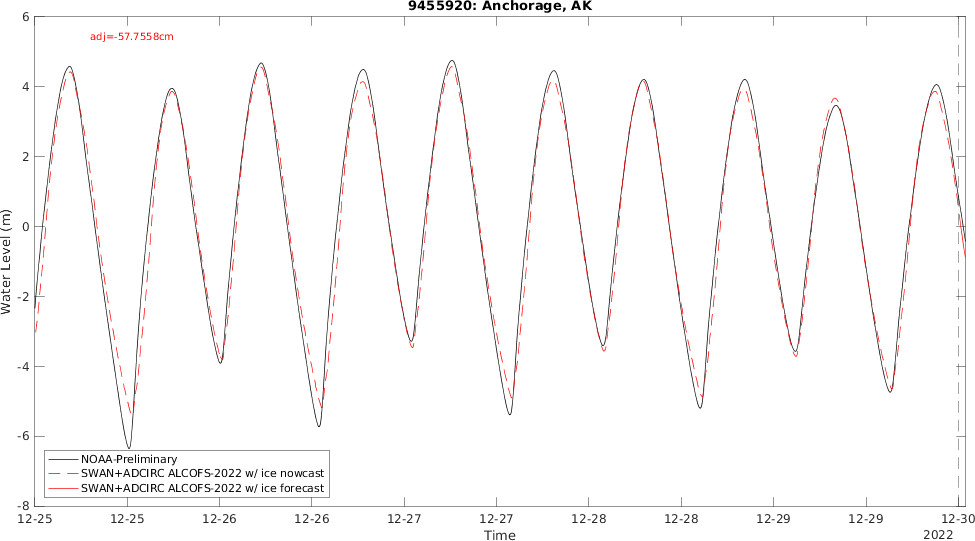 9455920: Anchorage, AK
adj=-57.7558cm
6
4
2
0
-2
-4
-6
-8
Water Level (m)
NOAA-Preliminary
SWAN+ADCIRC ALCOFS-2022 w/ ice nowcast
SWAN+ADCIRC ALCOFS-2022 w/ ice forecast
12-25 12-25 12-26 12-26 12-27 12-27 12-28 12-28 12-29 12-29 12-30
Time
2022